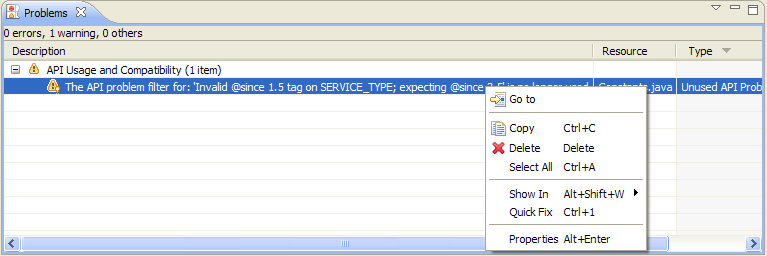 Problems
0 errors, 1 warning, 0 others
Description Resource Type
API Usage and Compatibility (1 item)
The API problem filter for: 'Invalid @since 1.5 tag on SERVICE_TYPE; expecting @since java Unused API Prob
Go to
Copy Ctrl+C
Delete Delete
Select All Ctrl+A
Show In Alt+Shift+W
Quick Fix Ctrl+1
Properties Alt+Enter